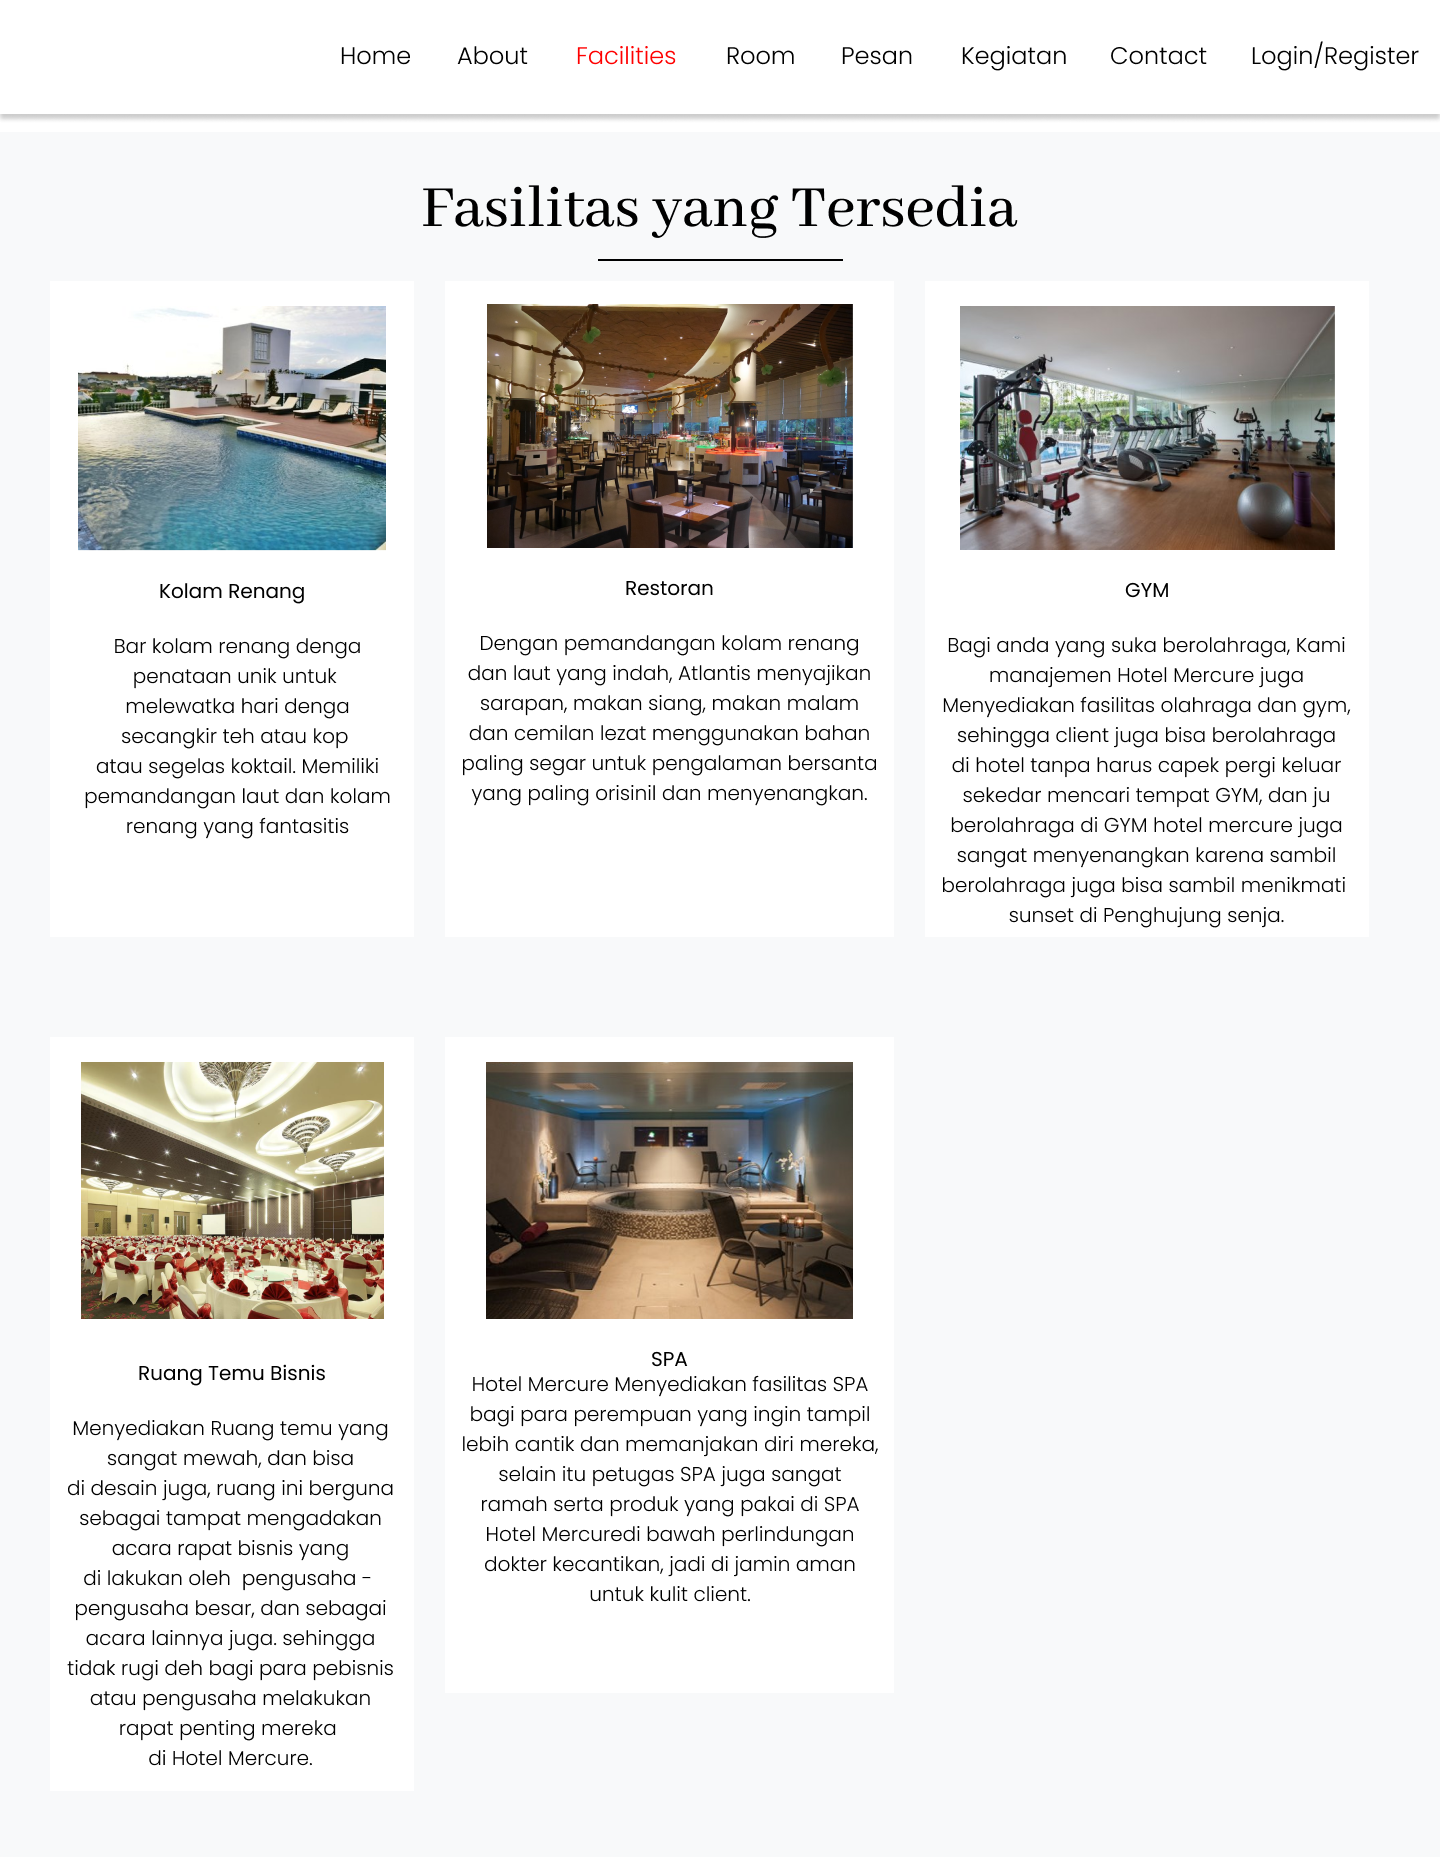 Home About Facilities Room Pesan Kegiatan Contact Login/Register
Fasilitas yang Tersedia
Kolam Renang
Bar kolam renang denga
penataan unik untuk
melewatka hari denga
secangkir teh atau kop
atau segelas koktail. Memiliki
pemandangan laut dan kolam
renang yang fantasitis
Restoran
Dengan pemandangan kolam renang
dan laut yang indah, Atlantis menyajikan
sarapan, makan siang, makan malam
dan cemilan lezat menggunakan bahan
paling segar untuk pengalaman bersanta
yang paling orisinil dan menyenangkan.
GYM
Bagi anda yang suka berolahraga, Kami
manajemen Hotel Mercure juga
Menyediakan fasilitas olahraga dan gym,
sehingga client juga bisa berolahraga
di hotel tanpa harus capek pergi keluar
sekedar mencari tempat GYM, dan ju
berolahraga di GYM hotel mercure juga
sangat menyenangkan karena sambil
berolahraga juga bisa sambil menikmati
sunset di Penghujung senja.
Ruang Temu Bisnis
Menyediakan Ruang temu yang
sangat mewah, dan bisa
di desain juga, ruang ini berguna
sebagai tampat mengadakan
acara rapat bisnis yang
di lakukan oleh  pengusaha -
pengusaha besar, dan sebagai
acara lainnya juga. sehingga
tidak rugi deh bagi para pebisnis
atau pengusaha melakukan
rapat penting mereka
di Hotel Mercure.
SPA
Hotel Mercure Menyediakan fasilitas SPA
bagi para perempuan yang ingin tampil
lebih cantik dan memanjakan diri mereka,
selain itu petugas SPA juga sangat
ramah serta produk yang pakai di SPA
Hotel Mercuredi bawah perlindungan
dokter kecantikan, jadi di jamin aman
untuk kulit client.